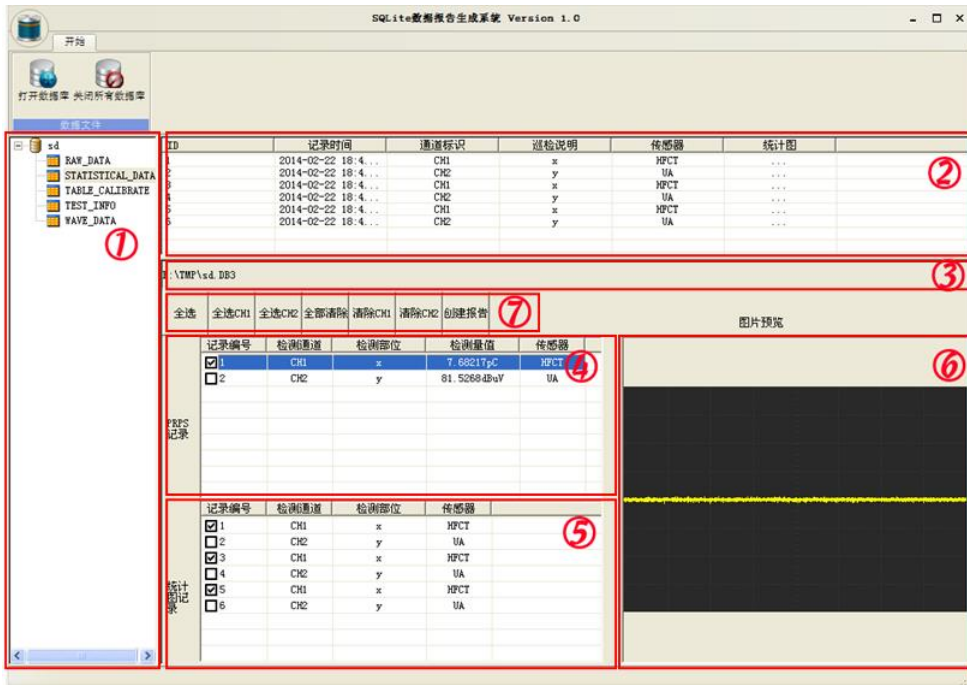 SQLite数据报告生成系统 Version 1.0
开始
打开数据库 关闭所有数据库
数据文件
sd
RAW_DATA
STATISTICAL_DATA
TABLE_CALIBRATE
TEST_INFO
WAVE_DATA
①
ID 记录时间 通道标识 巡检说明 传感器 统计图
1 2014-02-22 18:4... CH1 x HFCT ...
2 2014-02-22 18:4... CH2 y UA ...
3 2014-02-22 18:4... CH1 x HFCT ...
4 2014-02-22 18:4... CH2 y UA ...
5 2014-02-22 18:4... CH1 x HFCT ...
6 2014-02-22 18:4... CH2 y UA ...
②
:\TMP\sd.DB3
③
全选 全选CH1 全选CH2 全部清除 清除CH1 清除CH2 创建报告
⑦
图片预览
PRPS
记录
记录编号 检测通道 检测部位 检测量值 传感器
1 CH1 x 7.68217pC HFCT
2 CH2 y 81.5268dBuV UA
④
⑥
统计
图记
录
记录编号 检测通道 检测部位 传感器
1 CH1 x HFCT
2 CH2 y UA
3 CH1 x HFCT
4 CH2 y UA
5 CH1 x HFCT
6 CH2 y UA
⑤